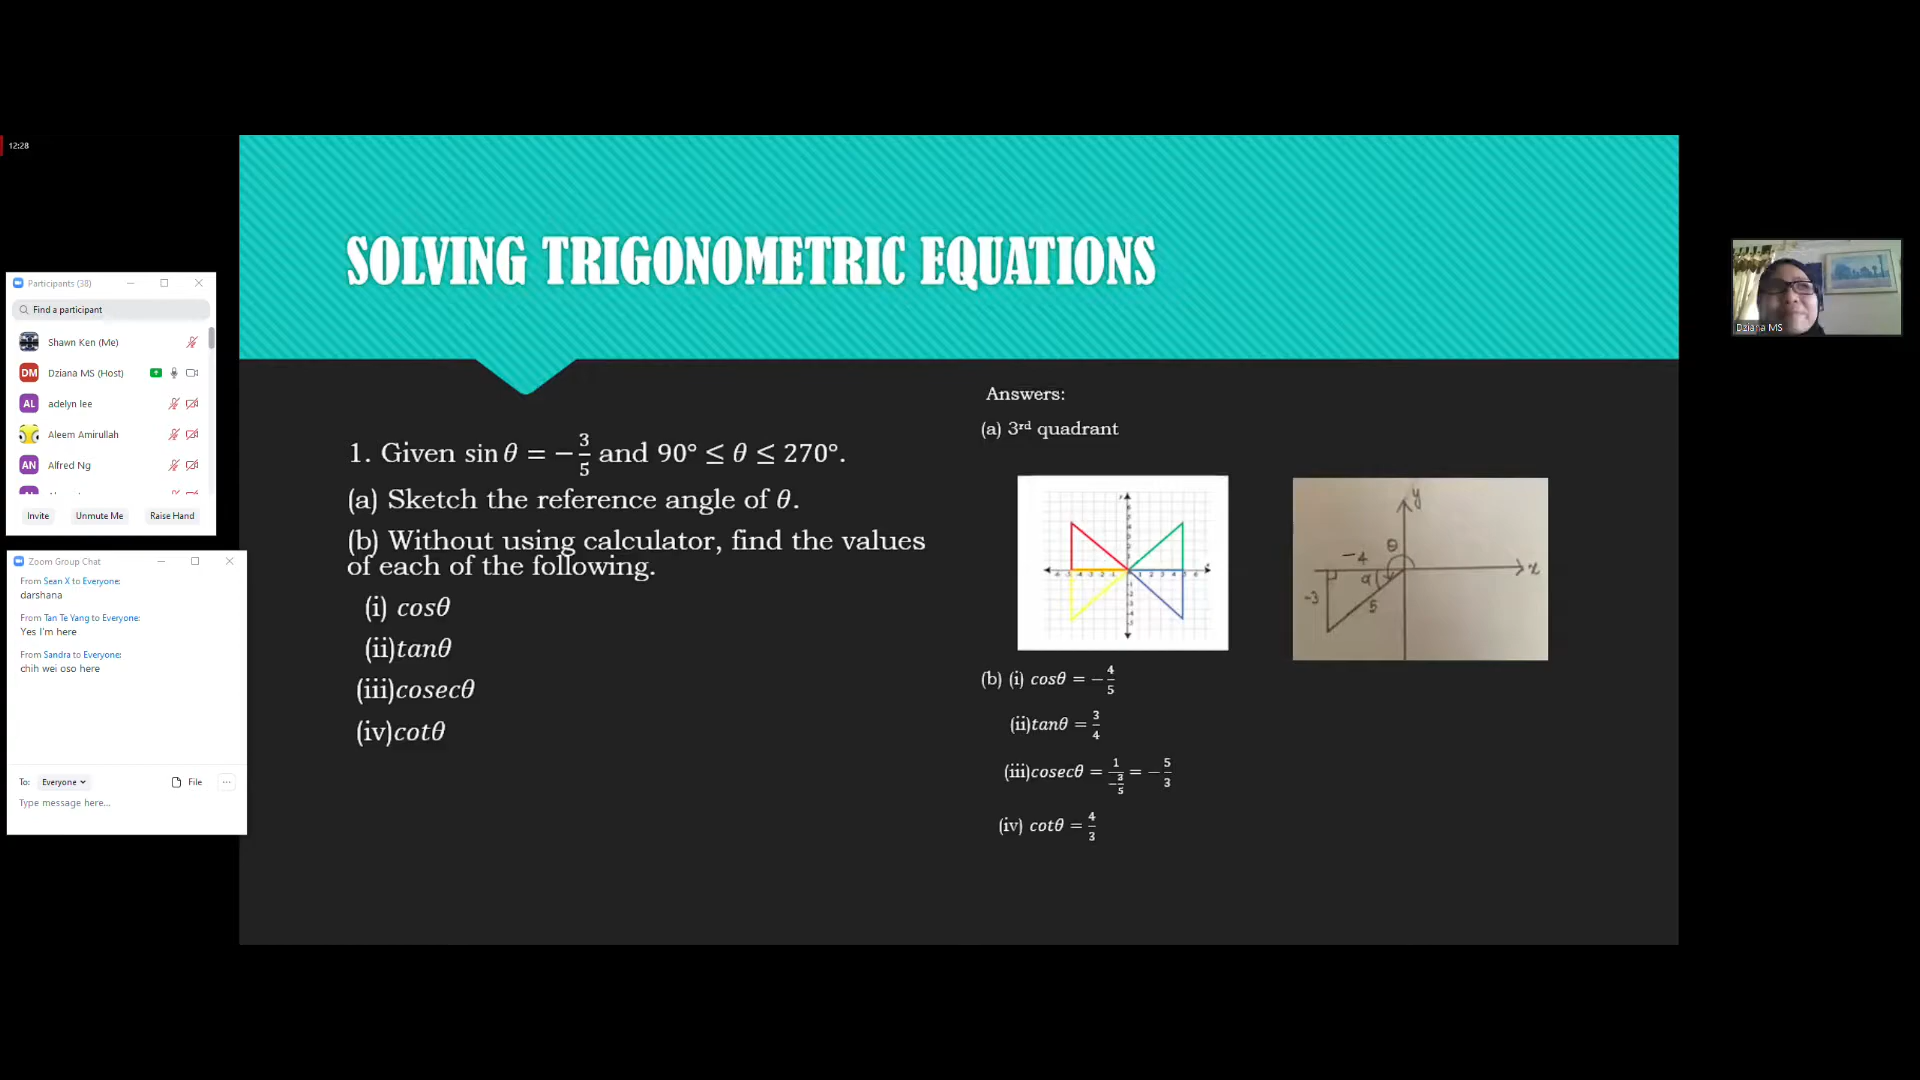 12:28
Participants (38)
Find a participant
Shawn Ken (Me)
DM Dziana MS (Host)
AL adelyn lee
Aleem Amirullah
AN Alfred Ng
Invite Unmute Me Raise Hand
Zoom Group Chat
From Sean X to Everyone:
darshana
From Tan Te Yang to Everyone:
Yes I'm here
From Sandra to Everyone:
chih wei oso here
To: Everyone File ...
Type message here...
SOLVING TRIGONOMETRIC EQUATIONS
1. Given sin θ = −3/5 and 90° ≤ θ ≤ 270°.
(a) Sketch the reference angle of θ.
(b) Without using calculator, find the values
of each of the following.
(i) cosθ
(ii)tanθ
(iii)cosecθ
(iv)cotθ
Answers:
(a) 3rd quadrant
y
θ
-4
x
α
-3
5
(b) (i) cosθ = −4/5
(ii)tanθ = 3/4
(iii)cosecθ = 1/(−3/5) = −5/3
(iv) cotθ = 4/3
Dziana MS